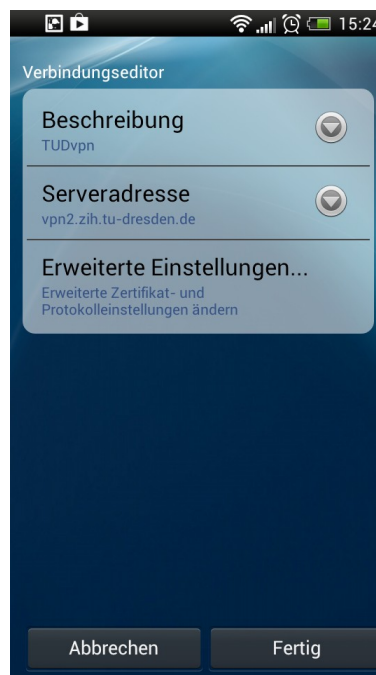 15:24
Verbindungseditor
Beschreibung
TUDvpn
Serveradresse
vpn2.zih.tu-dresden.de
Erweiterte Einstellungen...
Erweiterte Zertifikat- und
Protokolleinstellungen ändern
Abbrechen
Fertig